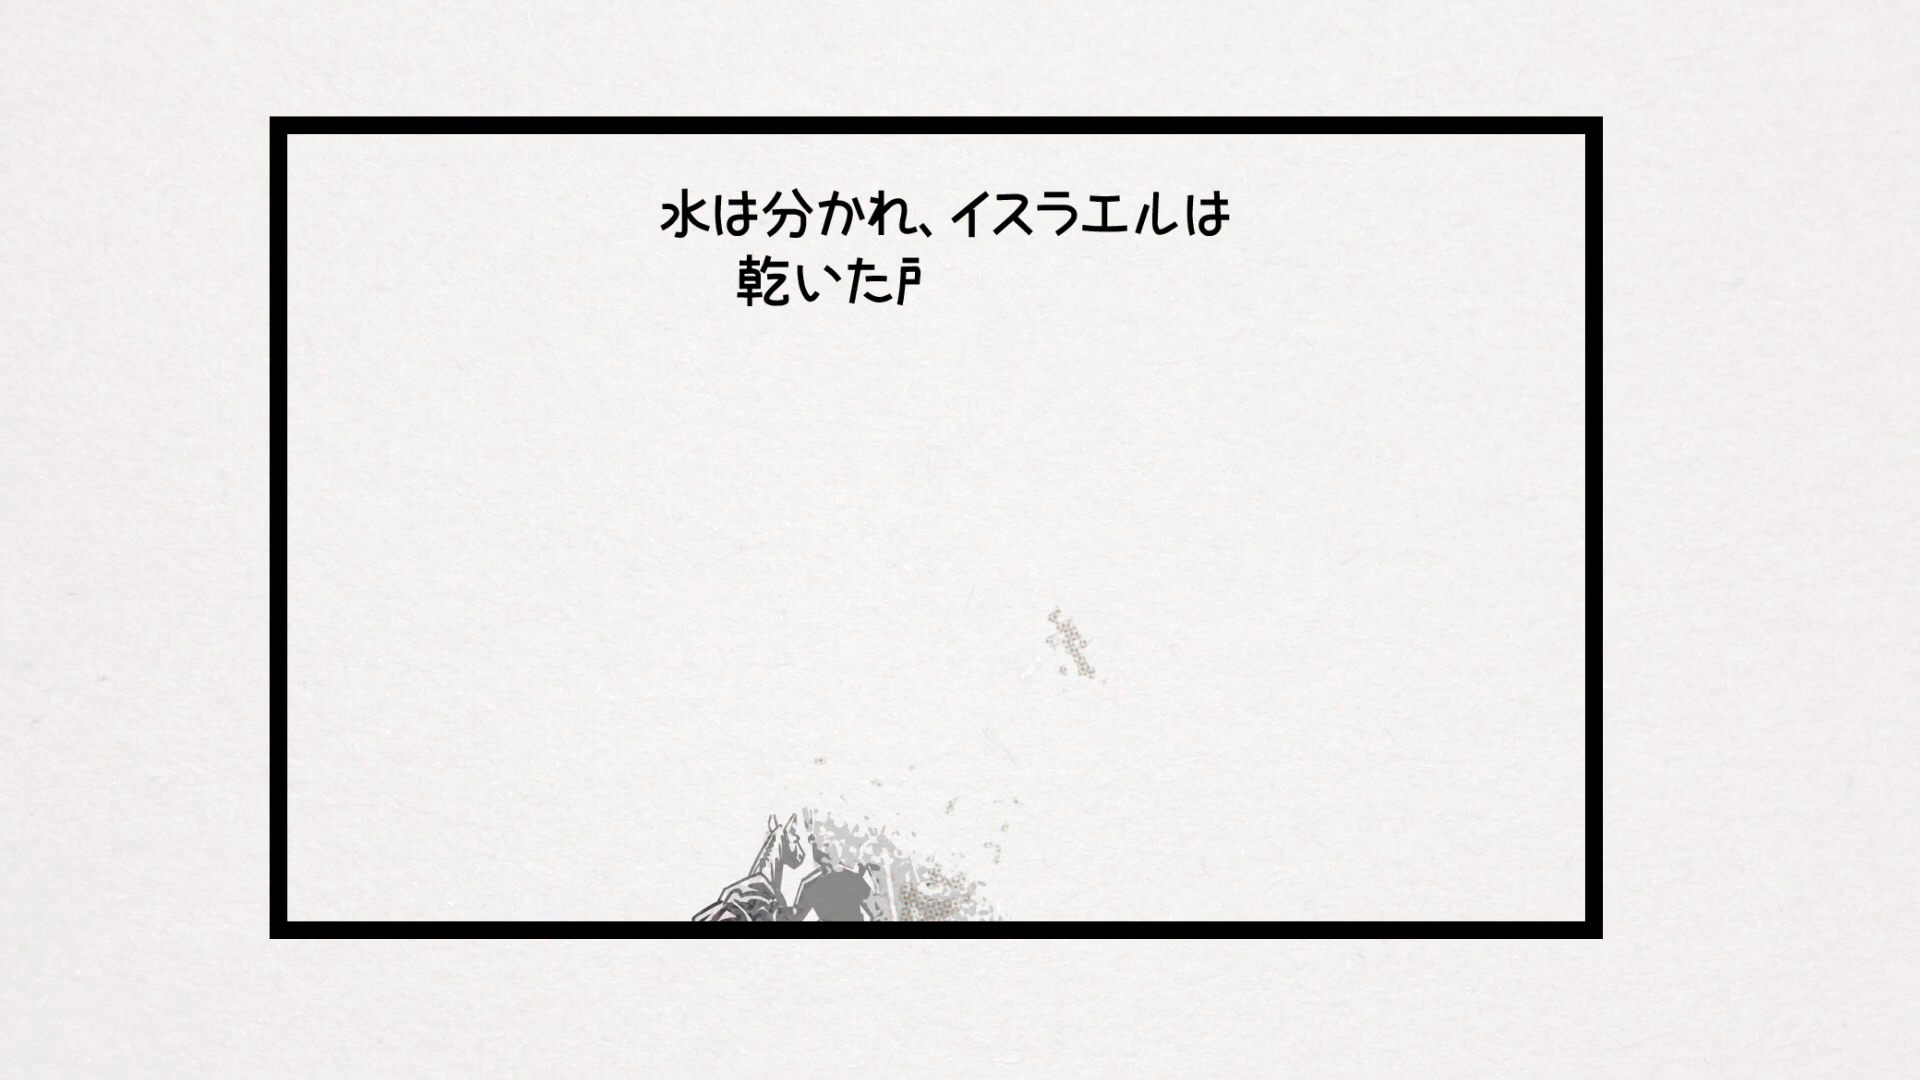 水は分かれ、イスラエルは
乾いた